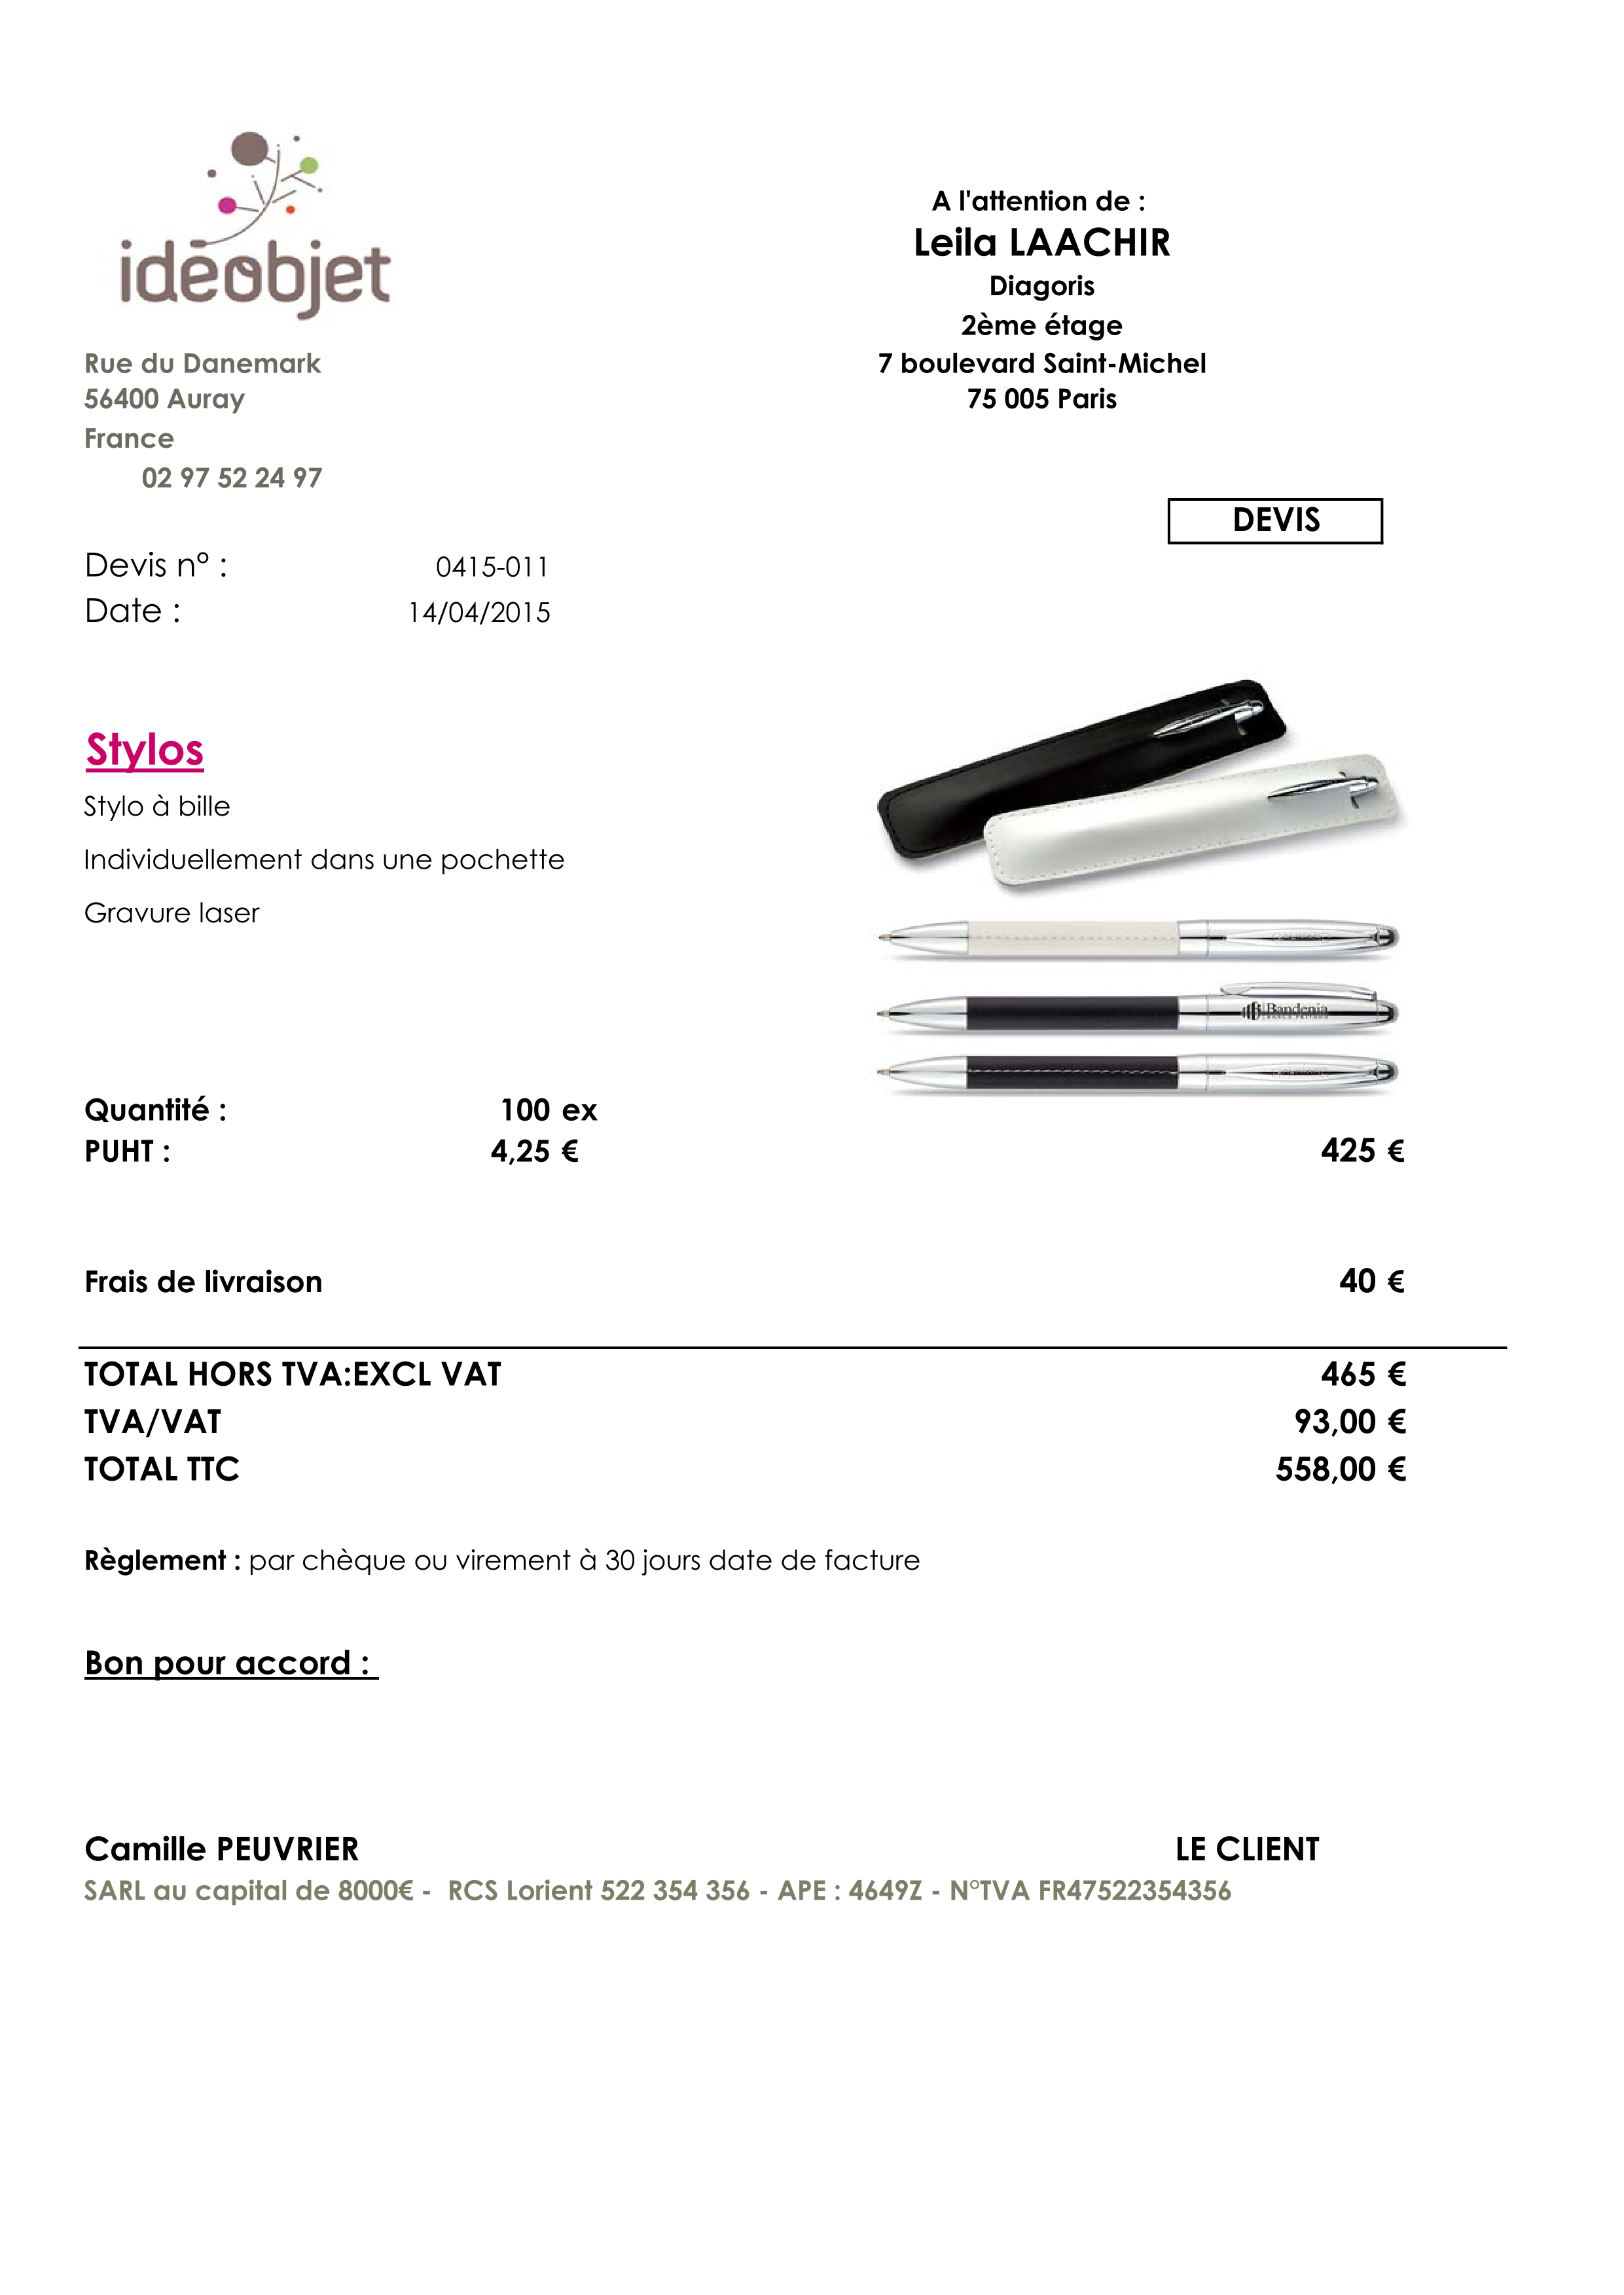 idéobjet
A l'attention de :
Leila LAACHIR
Diagoris
2ème étage
Rue du Danemark
7 boulevard Saint-Michel
56400 Auray
75 005 Paris
France
02 97 52 24 97
DEVIS
Devis n° : 0415-011
Date : 14/04/2015
Stylos
Stylo à bille
Individuellement dans une pochette
Gravure laser
Bandenia
Quantité : 100 ex
PUHT : 4,25 € 425 €
Frais de livraison 40 €
TOTAL HORS TVA:EXCL VAT 465 €
TVA/VAT 93,00 €
TOTAL TTC 558,00 €
Règlement : par chèque ou virement à 30 jours date de facture
Bon pour accord :
Camille PEUVRIER LE CLIENT
SARL au capital de 8000€ - RCS Lorient 522 354 356 - APE : 4649Z - N°TVA FR47522354356